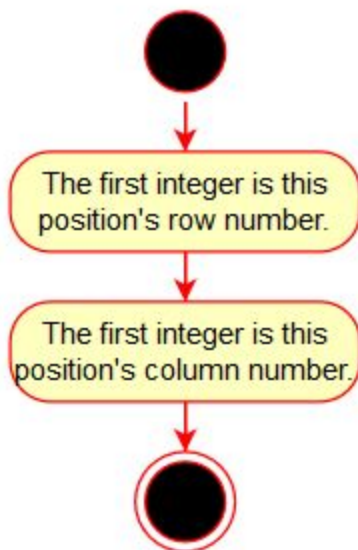 The first integer is this
position's row number.
The first integer is this
position's column number.